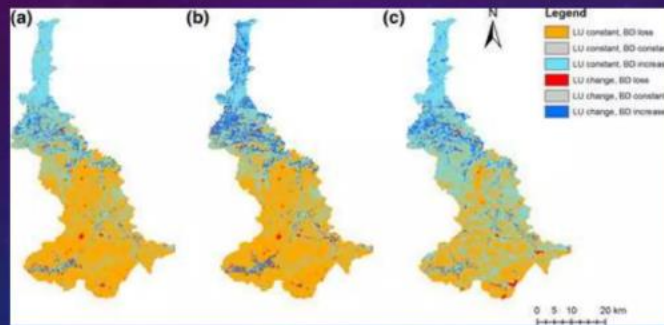 (a)
(b)
(c)
N
Legend
LU constant, BD loss
LU constant, BD constant
LU constant, BD increase
LU change, BD loss
LU change, BD constant
LU change, BD increase
0 5 10 20 km